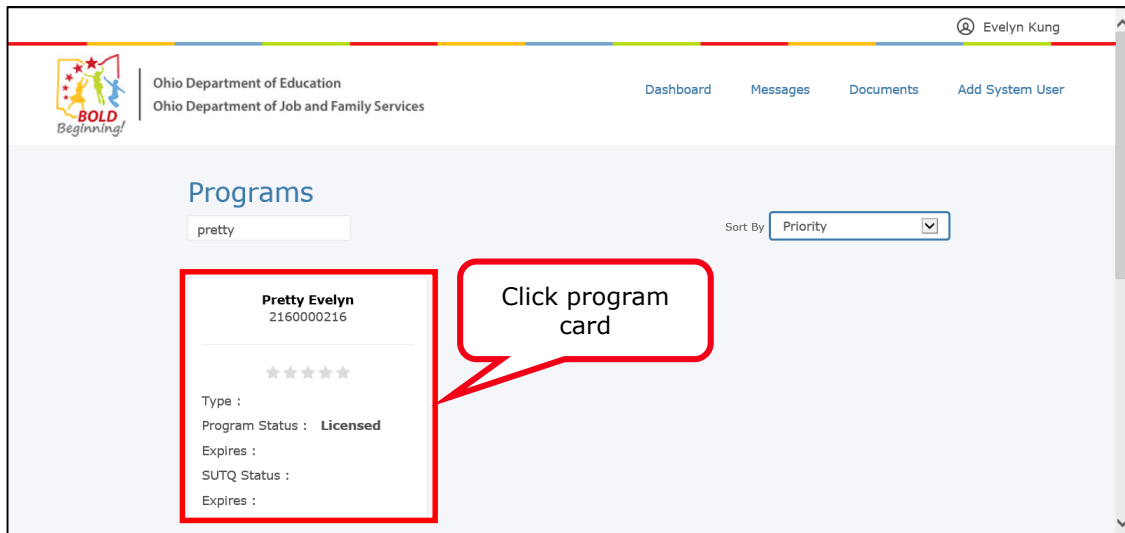 Evelyn Kung
BOLD
Beginning!
Ohio Department of Education
Ohio Department of Job and Family Services
Dashboard Messages Documents Add System User
Programs
pretty
Sort By Priority
Pretty Evelyn
2160000216
Click program
card
Type :
Program Status : Licensed
Expires :
SUTQ Status :
Expires :